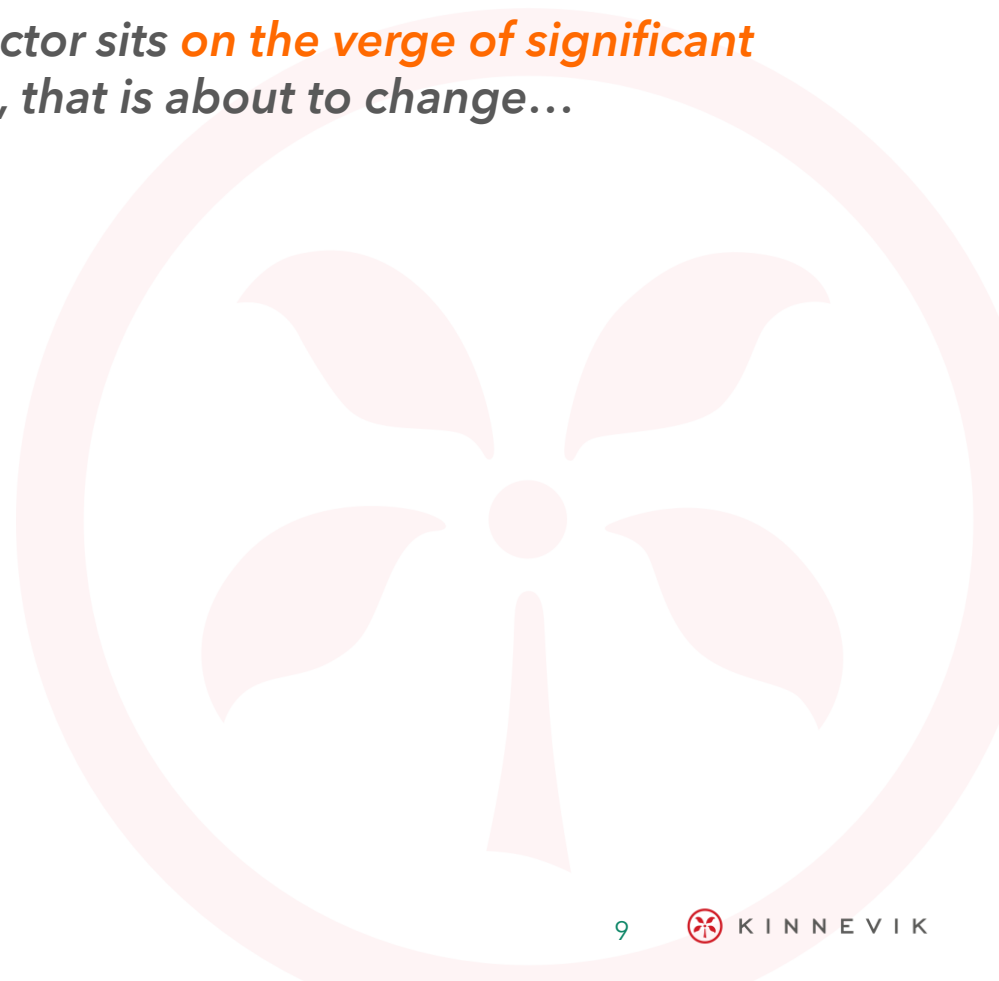 ctor sits on the verge of significant
, that is about to change…
9 KINNEVIK